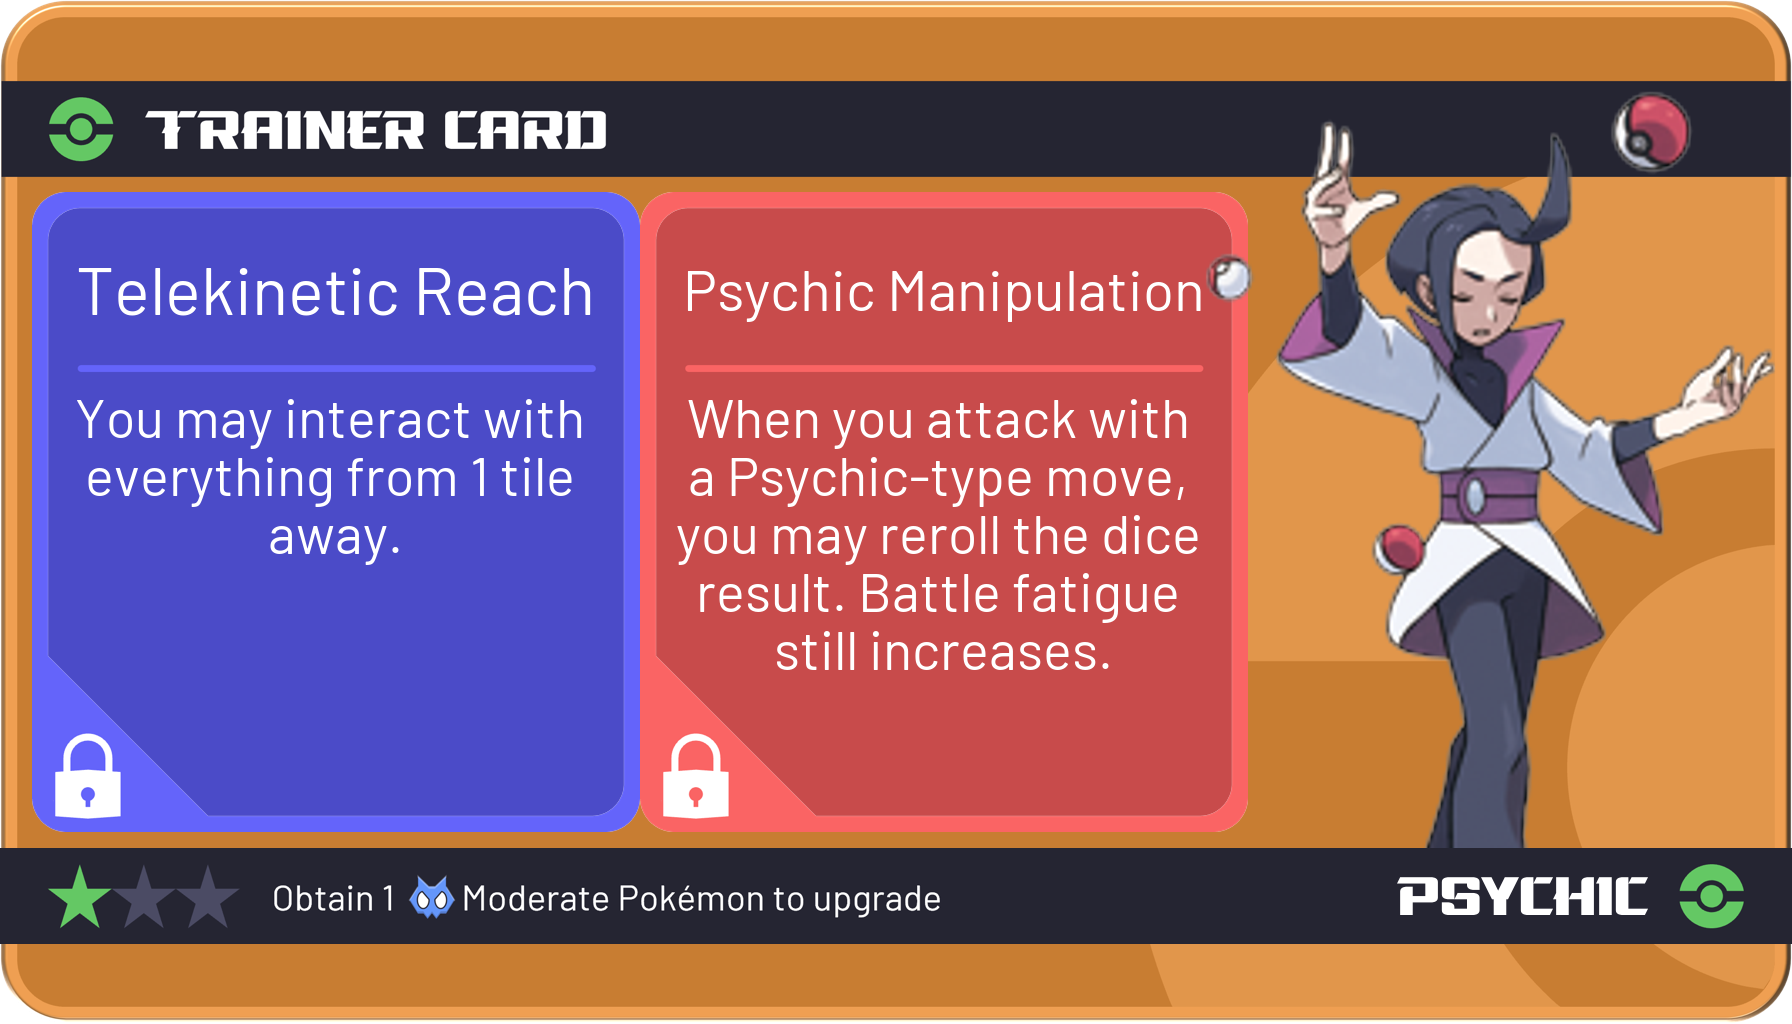 TRAINER CARD
Telekinetic Reach
You may interact with
everything from 1 tile
away.
Psychic Manipulation
When you attack with
a Psychic-type move,
you may reroll the dice
result. Battle fatigue
still increases.
Obtain 1 Moderate Pokémon to upgrade
PSYCHIC